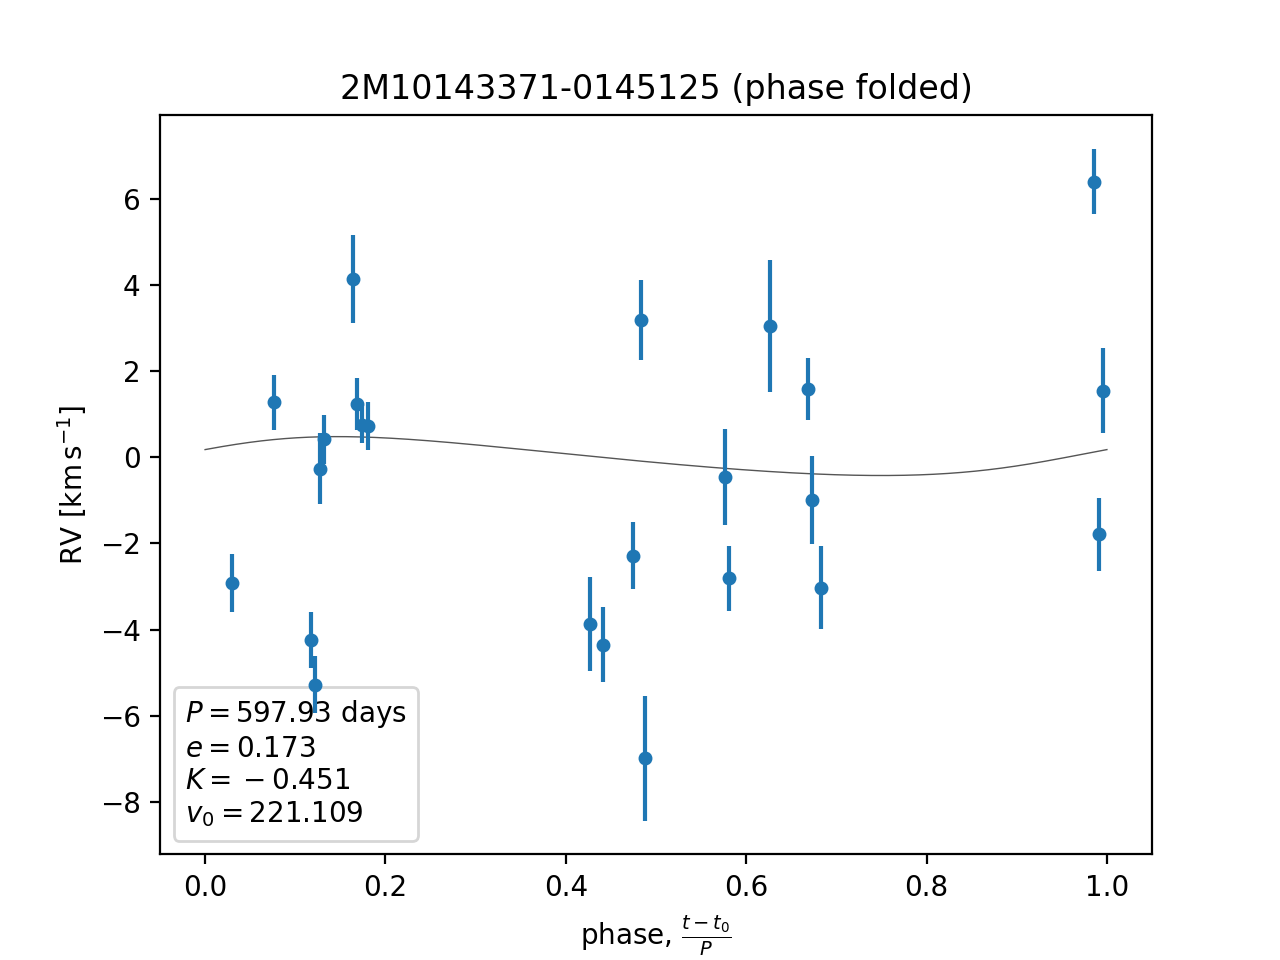 2M10143371-0145125 (phase folded)
RV [km s⁻¹]
6
4
2
0
−2
−4
−6
−8
P = 597.93 days
e = 0.173
K = −0.451
v₀ = 221.109
0.0 0.2 0.4 0.6 0.8 1.0
phase, (t − t₀)/P